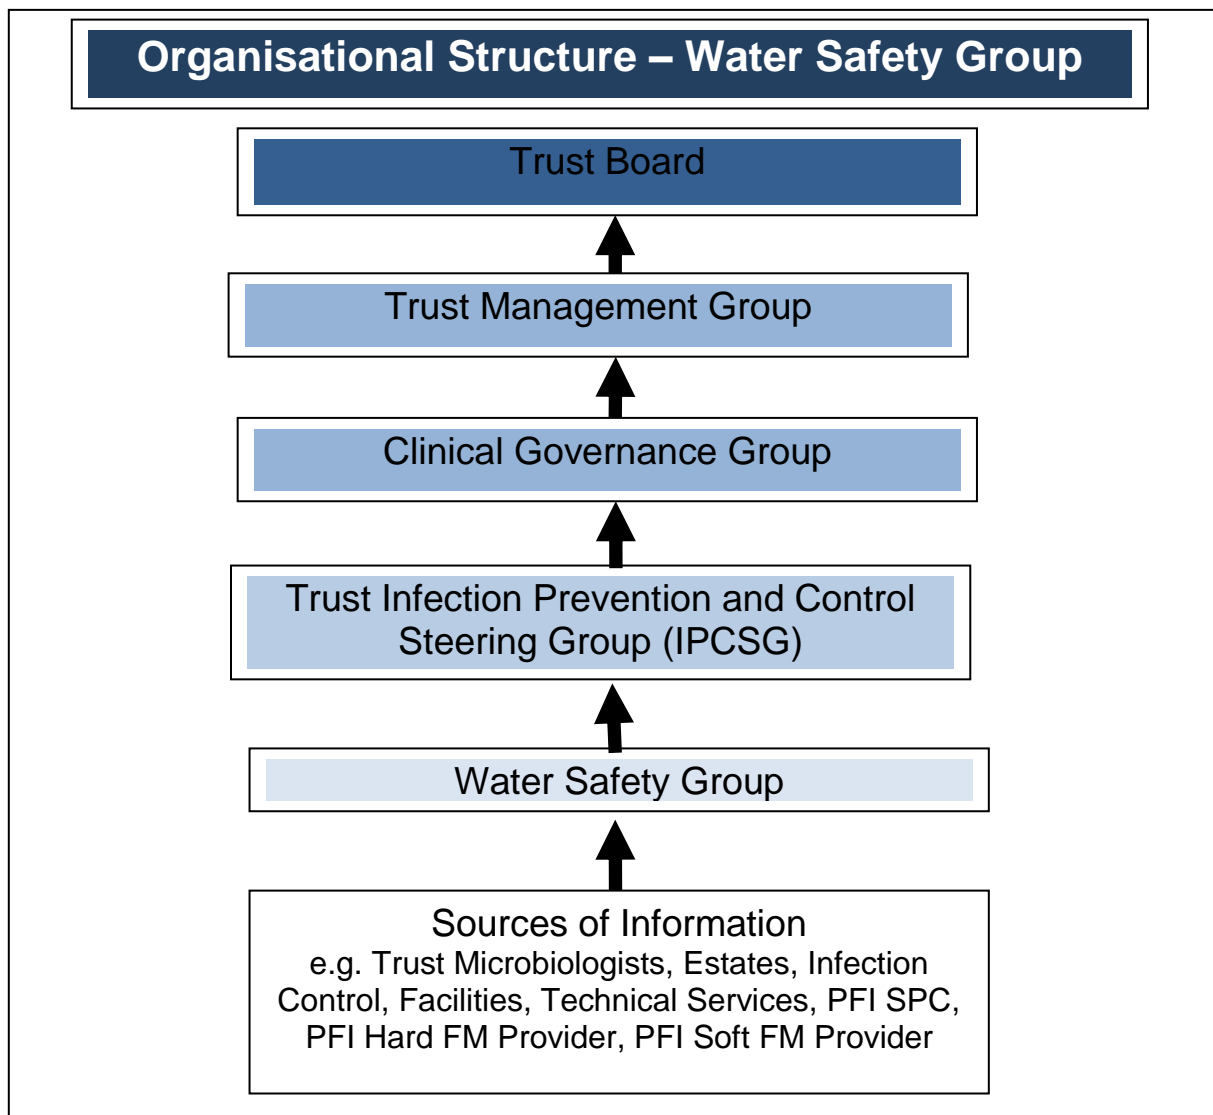 Organisational Structure – Water Safety Group
Trust Board
Trust Management Group
Clinical Governance Group
Trust Infection Prevention and Control
Steering Group (IPCSG)
Water Safety Group
Sources of Information
e.g. Trust Microbiologists, Estates, Infection
Control, Facilities, Technical Services, PFI SPC,
PFI Hard FM Provider, PFI Soft FM Provider